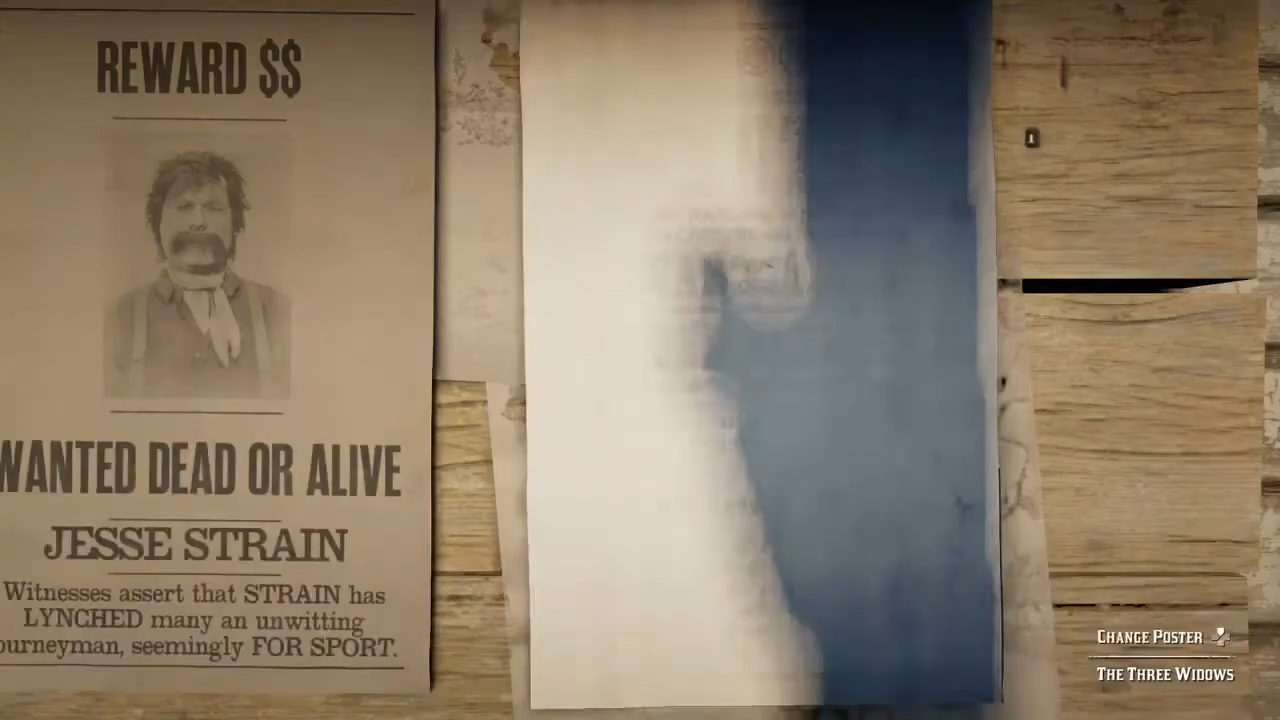 REWARD $$
WANTED DEAD OR ALIVE
JESSE STRAIN
Witnesses assert that STRAIN has
LYNCHED many an unwitting
ourneyman, seemingly FOR SPORT.
CHANGE POSTER
THE THREE WIDOWS